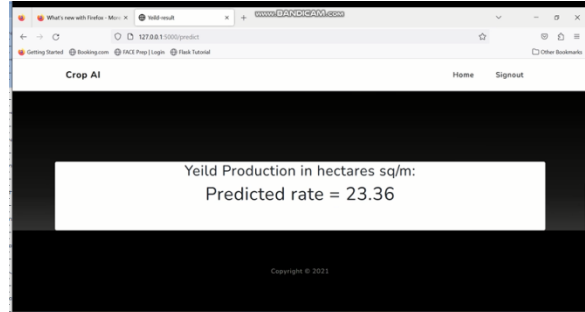 What's new with Firefox - Mor
Yeild-result
www.BANDICAM.com
127.0.0.1:5000/predict
Getting Started
Booking.com
FACE Prep | Login
Flask Tutorial
Other Bookmarks
Crop AI
Home
Signout
Yeild Production in hectares sq/m:
Predicted rate = 23.36
Copyright © 2021